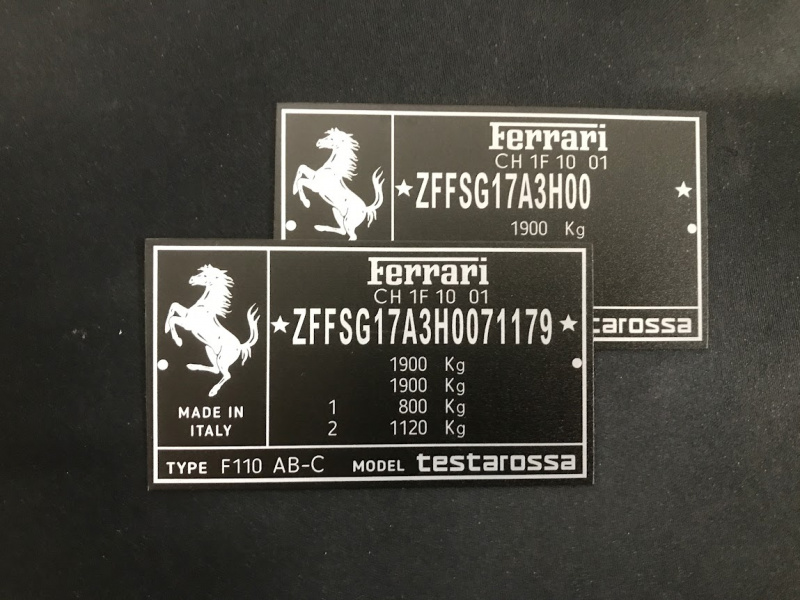 Ferrari
CH 1F 10 01
★ZFFSG17A3H00 ★
1900 Kg
carossa
Ferrari
CH 1F 10 01
★ZFFSG17A3H0071179★
1900 Kg
1900 Kg
1 800 Kg
2 1120 Kg
MADE IN
ITALY
TYPE F110 AB-C MODEL testarossa